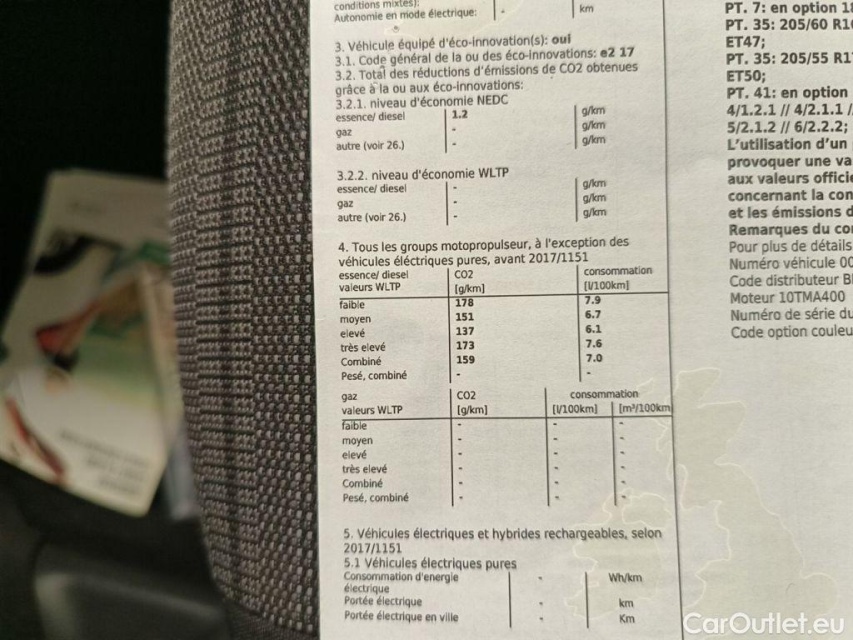 conditions mixtes):
Autonomie en mode électrique: - km
3. Véhicule équipé d'éco-innovation(s): oui
3.1. Code général de la ou des éco-innovations: e2 17
3.2. Total des réductions d'émissions de CO2 obtenues
grâce à la ou aux éco-innovations:
3.2.1. niveau d'économie NEDC
essence/ diesel 1.2 g/km
gaz - g/km
autre (voir 26.) - g/km
3.2.2. niveau d'économie WLTP
essence/ diesel - g/km
gaz - g/km
autre (voir 26.) - g/km
4. Tous les groups motopropulseur, à l'exception des
véhicules éléctriques pures, avant 2017/1151
essence/ diesel CO2 consommation
valeurs WLTP [g/km] [l/100km]
faible 178 7.9
moyen 151 6.7
elevé 137 6.1
très elevé 173 7.6
Combiné 159 7.0
Pesé, combiné - -
gaz CO2 consommation
valeurs WLTP [g/km] [l/100km] [m³/100km
faible - - -
moyen - - -
elevé - - -
très elevé - - -
Combiné - - -
Pesé, combiné - - -
5. Véhicules électriques et hybrides rechargeables, selon
2017/1151
5.1 Véhicules électriques pures
Consommation d'energie - Wh/km
électrique
Portée électrique - km
Portée électrique en ville - Km
PT. 7: en option 18
PT. 35: 205/60 R16
ET47;
PT. 35: 205/55 R17
ET50;
PT. 41: en option
4/1.2.1 // 4/2.1.1 /
5/2.1.2 // 6/2.2.2;
L'utilisation d'un
provoquer une va
aux valeurs officie
concernant la con
et les émissions d
Remarques du co
Pour plus de détails
Numéro véhicule 00
Code distributeur B
Moteur 10TMA400
Numéro de série du
Code option couleu
CarOutlet.eu